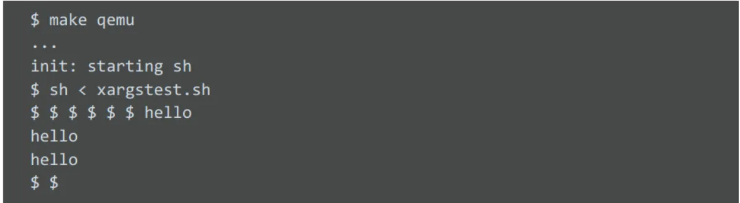 $ make qemu
...
init: starting sh
$ sh < xargstest.sh
$ $ $ $ $ $ hello
hello
hello
$ $